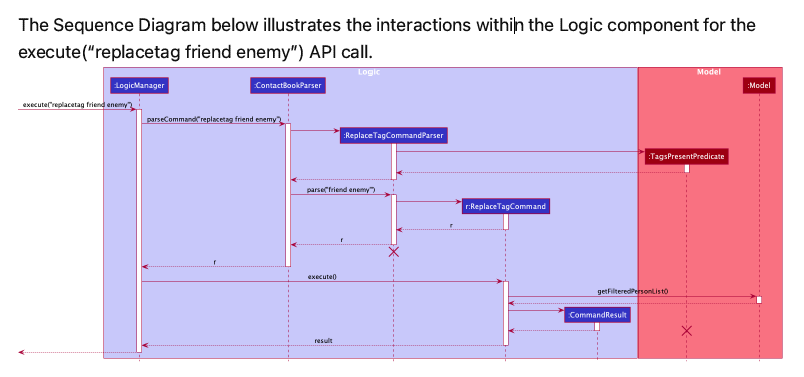 The Sequence Diagram below illustrates the interactions within the Logic component for the
execute(“replacetag friend enemy”) API call.
Logic
Model
:LogicManager
:ContactBookParser
:Model
execute("replacetag friend enemy")
parseCommand("replacetag friend enemy")
:ReplaceTagCommandParser
:TagsPresentPredicate
parse("friend enemy")
r:ReplaceTagCommand
r
r
r
execute()
getFilteredPersonList()
:CommandResult
result